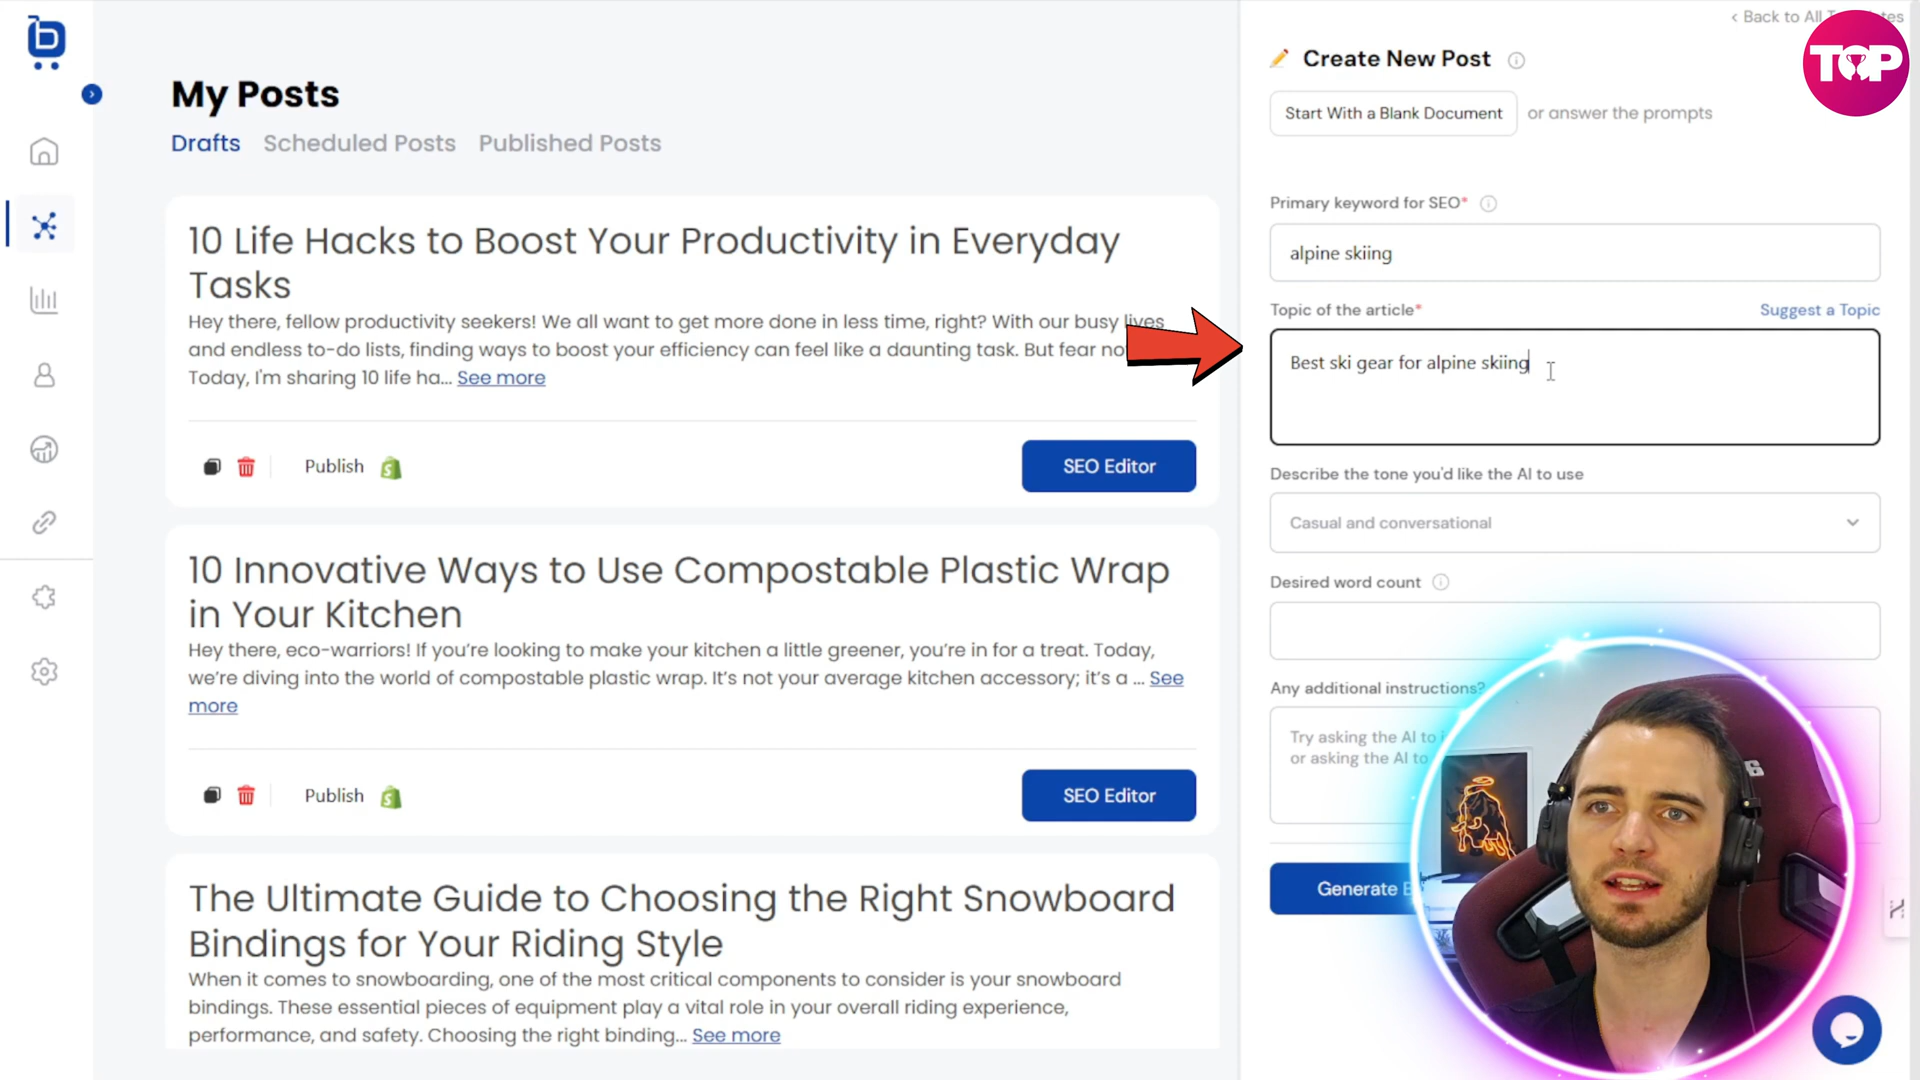 < Back to All
TOP
My Posts
Drafts Scheduled Posts Published Posts
10 Life Hacks to Boost Your Productivity in Everyday
Tasks
Hey there, fellow productivity seekers! We all want to get more done in less time, right? With our busy lives
and endless to-do lists, finding ways to boost your efficiency can feel like a daunting task. But fear no
Today, I'm sharing 10 life ha... See more
Publish
SEO Editor
10 Innovative Ways to Use Compostable Plastic Wrap
in Your Kitchen
Hey there, eco-warriors! If you're looking to make your kitchen a little greener, you're in for a treat. Today,
we're diving into the world of compostable plastic wrap. It's not your average kitchen accessory; it's a ... See
more
Publish
SEO Editor
The Ultimate Guide to Choosing the Right Snowboard
Bindings for Your Riding Style
When it comes to snowboarding, one of the most critical components to consider is your snowboard
bindings. These essential pieces of equipment play a vital role in your overall riding experience,
performance, and safety. Choosing the right binding... See more
Create New Post
Start With a Blank Document or answer the prompts
Primary keyword for SEO*
alpine skiing
Topic of the article* Suggest a Topic
Best ski gear for alpine skiing
Describe the tone you'd like the AI to use
Casual and conversational
Desired word count
Any additional instructions?
Try asking the AI to
or asking the AI to
Generate